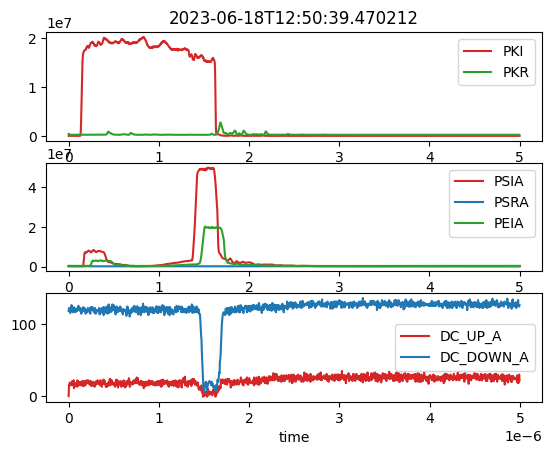 2023-06-18T12:50:39.470212
1e7
2
1
0
PKI
PKR
0 1 2 3 4 5
1e7
4
2
0
PSIA
PSRA
PEIA
0 1 2 3 4 5
100
0
DC_UP_A
DC_DOWN_A
0 1 2 3 4 5
time
1e−6